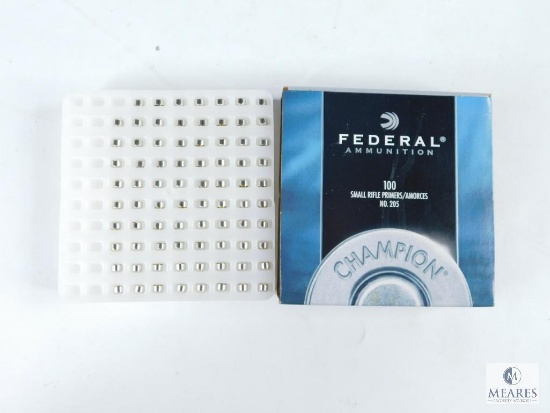 FEDERAL®
AMMUNITION
100
SMALL RIFLE PRIMERS/AMORCES
NO. 205
CHAMPION
MEARES